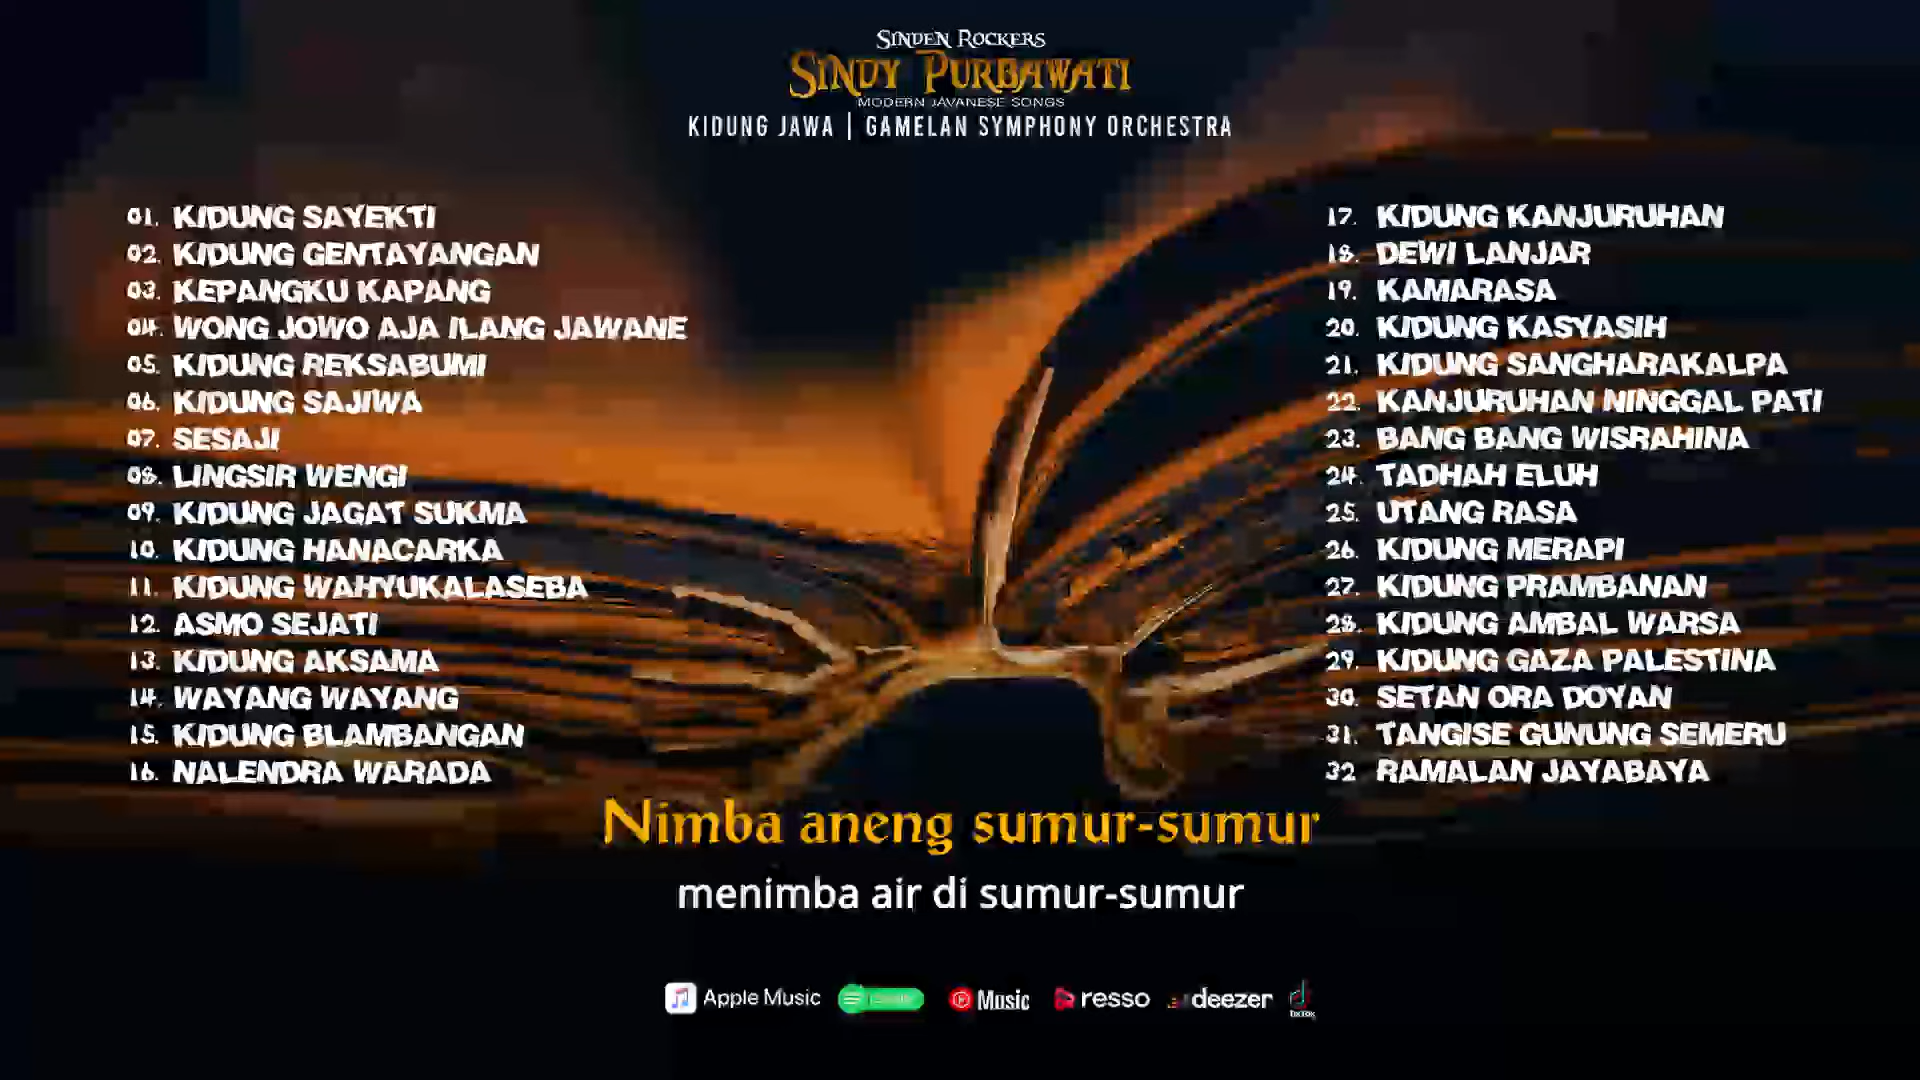 SINDEN ROCKERS
SINDY PURBAWATI
MODERN JAVANESE SONGS
KIDUNG JAWA | GAMELAN SYMPHONY ORCHESTRA
01. KIDUNG SAYEKTI
02. KIDUNG GENTAYANGAN
03. KEPANGKU KAPANG
04. WONG JOWO AJA ILANG JAWANE
05. KIDUNG REKSABUMI
06. KIDUNG SAJIWA
07. SESAJI
08. LINGSIR WENGI
09. KIDUNG JAGAT SUKMA
10. KIDUNG HANACARKA
11. KIDUNG WAHYUKALASEBA
12. ASMO SEJATI
13. KIDUNG AKSAMA
14. WAYANG WAYANG
15. KIDUNG BLAMBANGAN
16. NALENDRA WARADA
17. KIDUNG KANJURUHAN
18. DEWI LANJAR
19. KAMARASA
20. KIDUNG KASYASIH
21. KIDUNG SANGHARAKALPA
22. KANJURUHAN NINGGAL PATI
23. BANG BANG WISRAHINA
24. TADHAH ELUH
25. UTANG RASA
26. KIDUNG MERAPI
27. KIDUNG PRAMBANAN
28. KIDUNG AMBAL WARSA
29. KIDUNG GAZA PALESTINA
30. SETAN ORA DOYAN
31. TANGISE GUNUNG SEMERU
32 RAMALAN JAYABAYA
Nimba aneng sumur-sumur
menimba air di sumur-sumur
Apple Music Music resso deezer TikTok